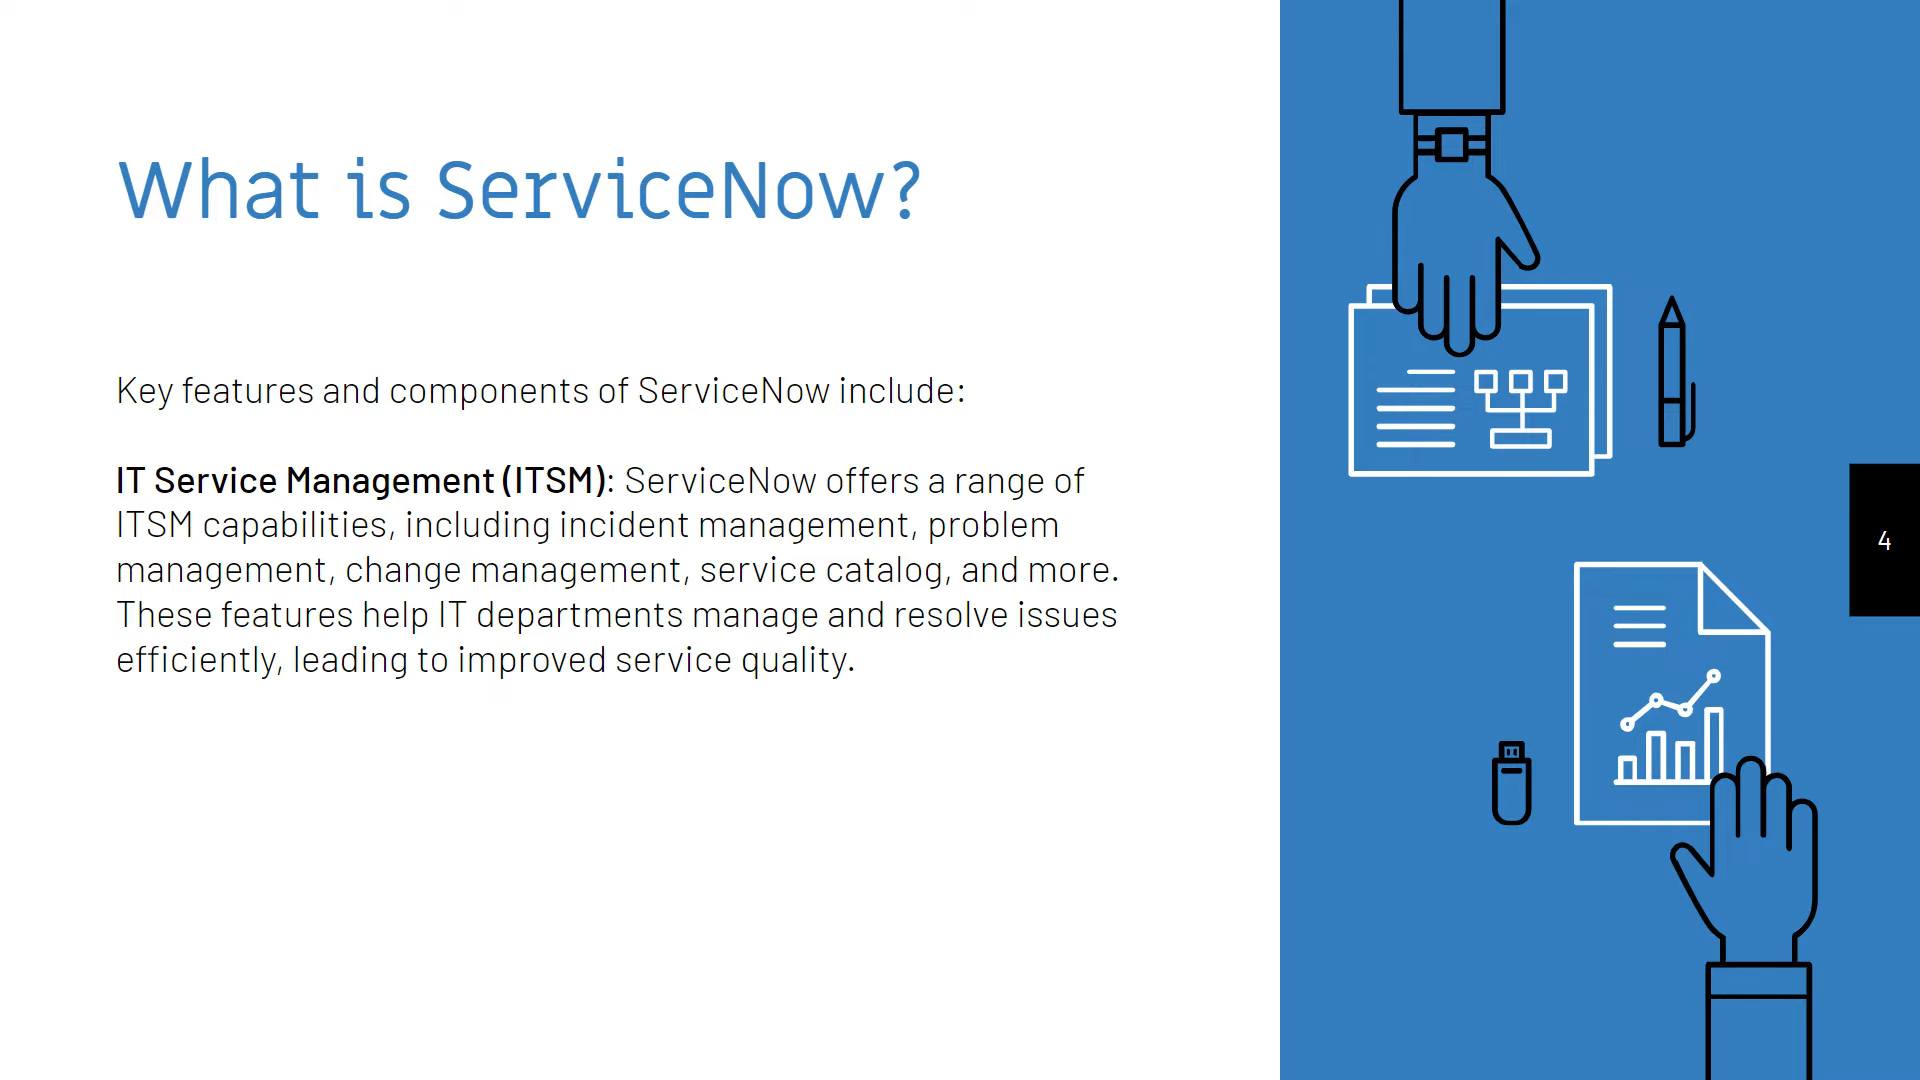 What is ServiceNow?
Key features and components of ServiceNow include:
IT Service Management (ITSM): ServiceNow offers a range of
ITSM capabilities, including incident management, problem
management, change management, service catalog, and more.
These features help IT departments manage and resolve issues
efficiently, leading to improved service quality.
4